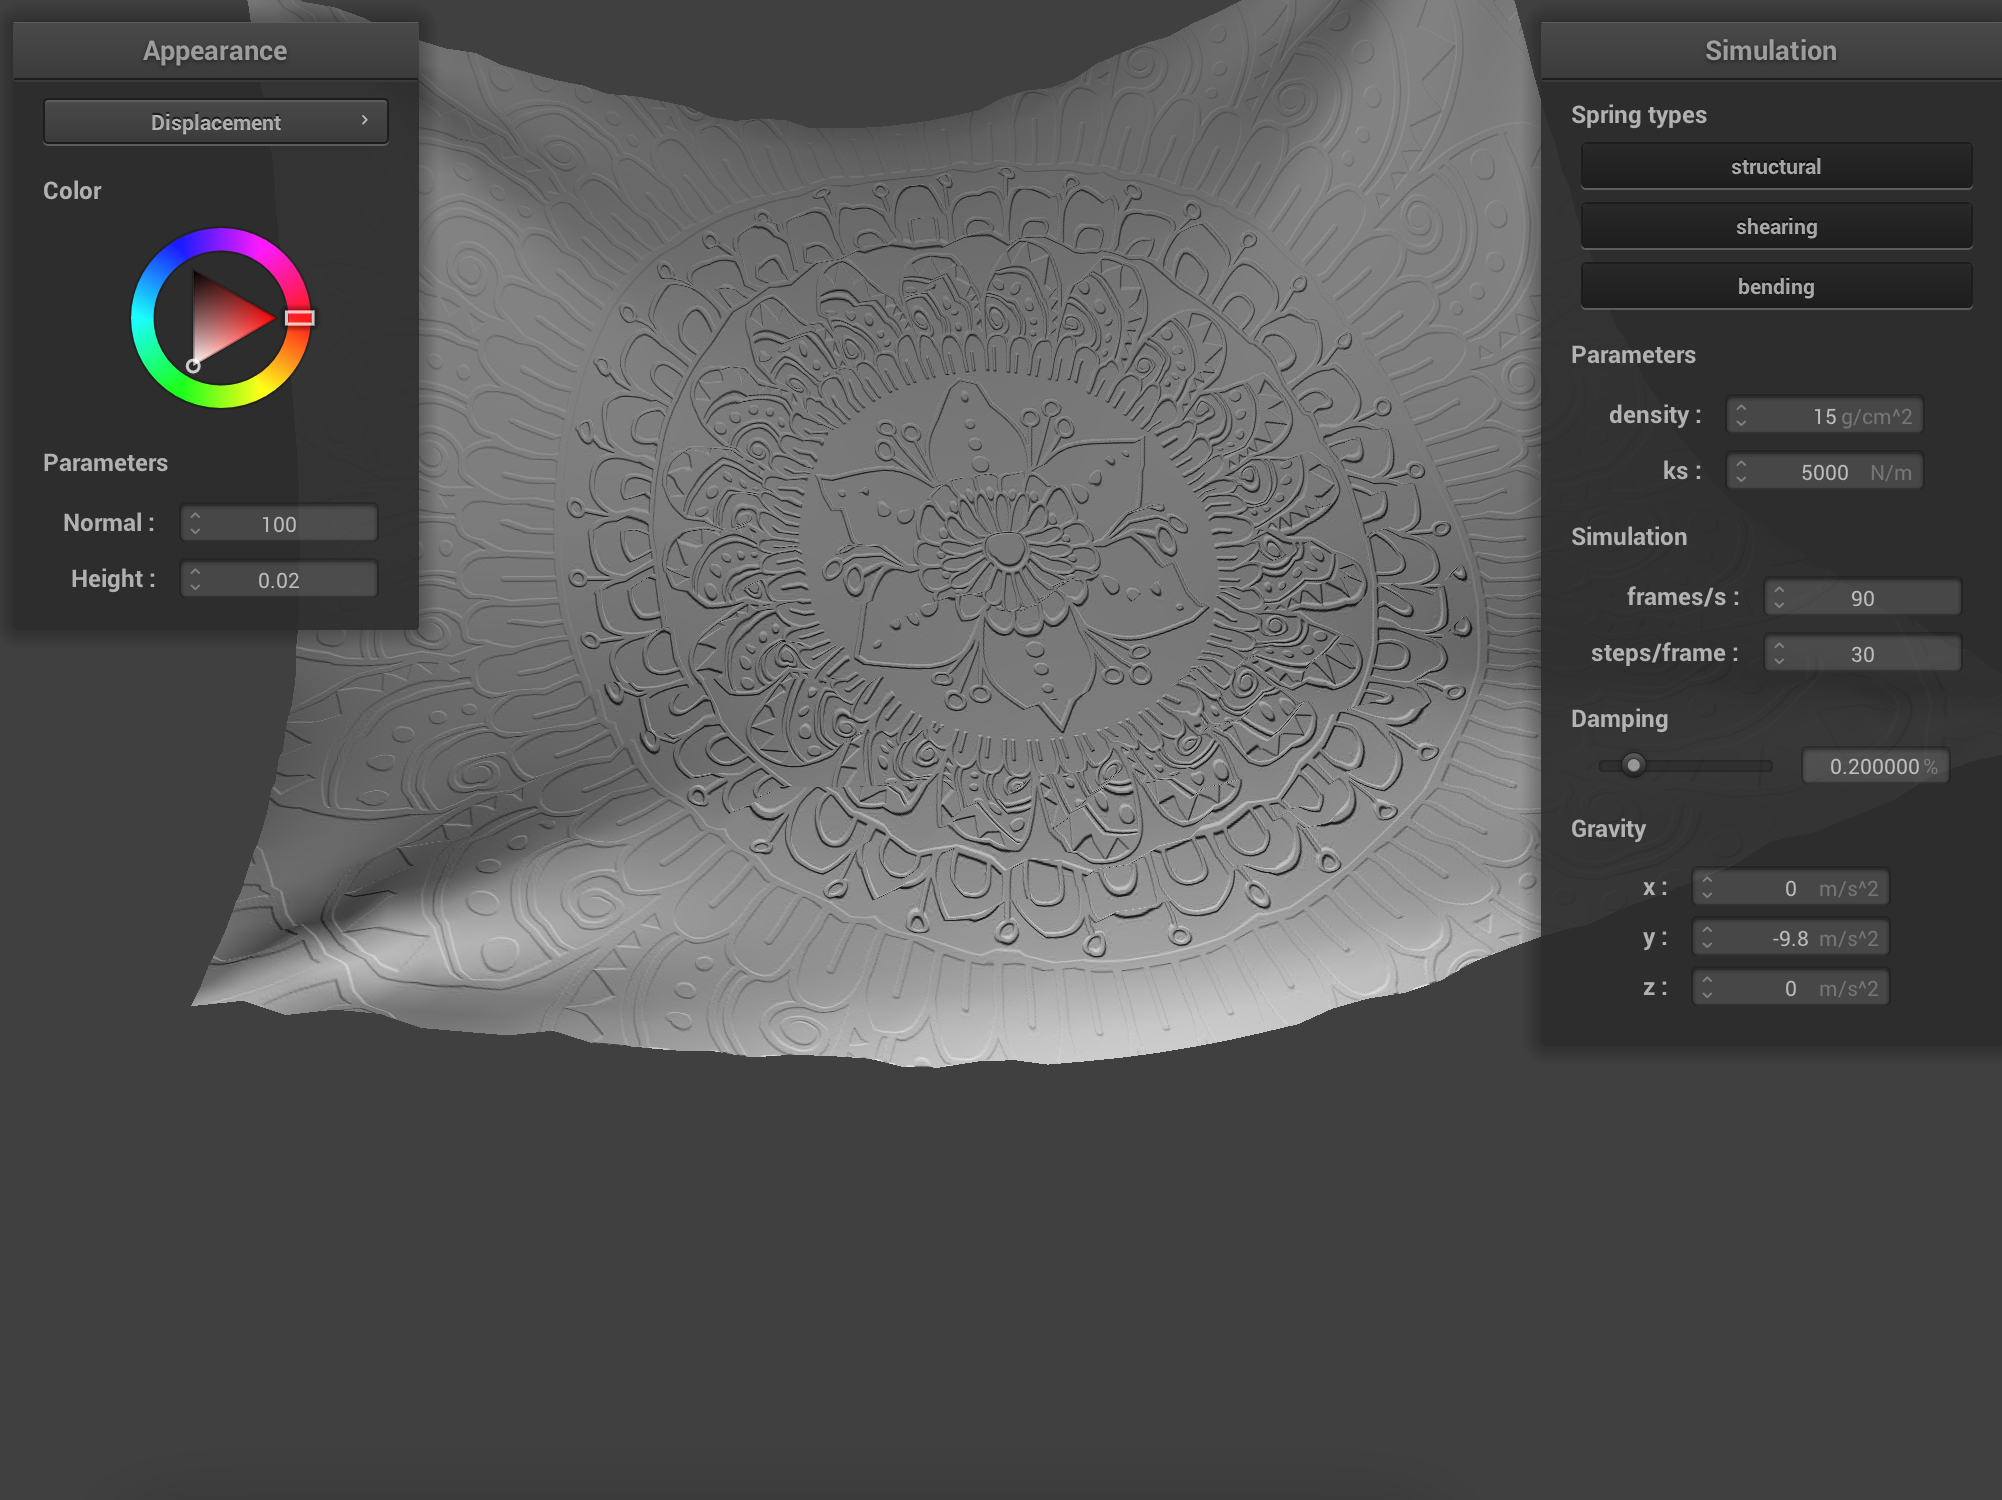 Appearance
Displacement
Color
Parameters
Normal : 100
Height : 0.02
Simulation
Spring types
structural
shearing
bending
Parameters
density : 15 g/cm^2
ks : 5000 N/m
Simulation
frames/s : 90
steps/frame : 30
Damping
0.200000 %
Gravity
x : 0 m/s^2
y : -9.8 m/s^2
z : 0 m/s^2